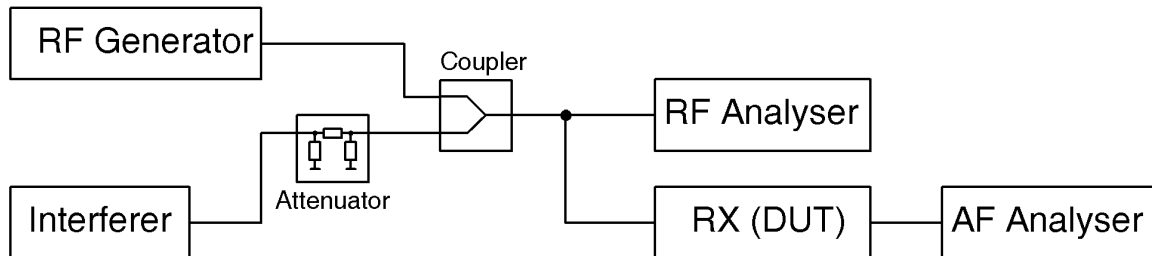 RF Generator
Coupler
RF Analyser
Attenuator
Interferer
RX (DUT)
AF Analyser